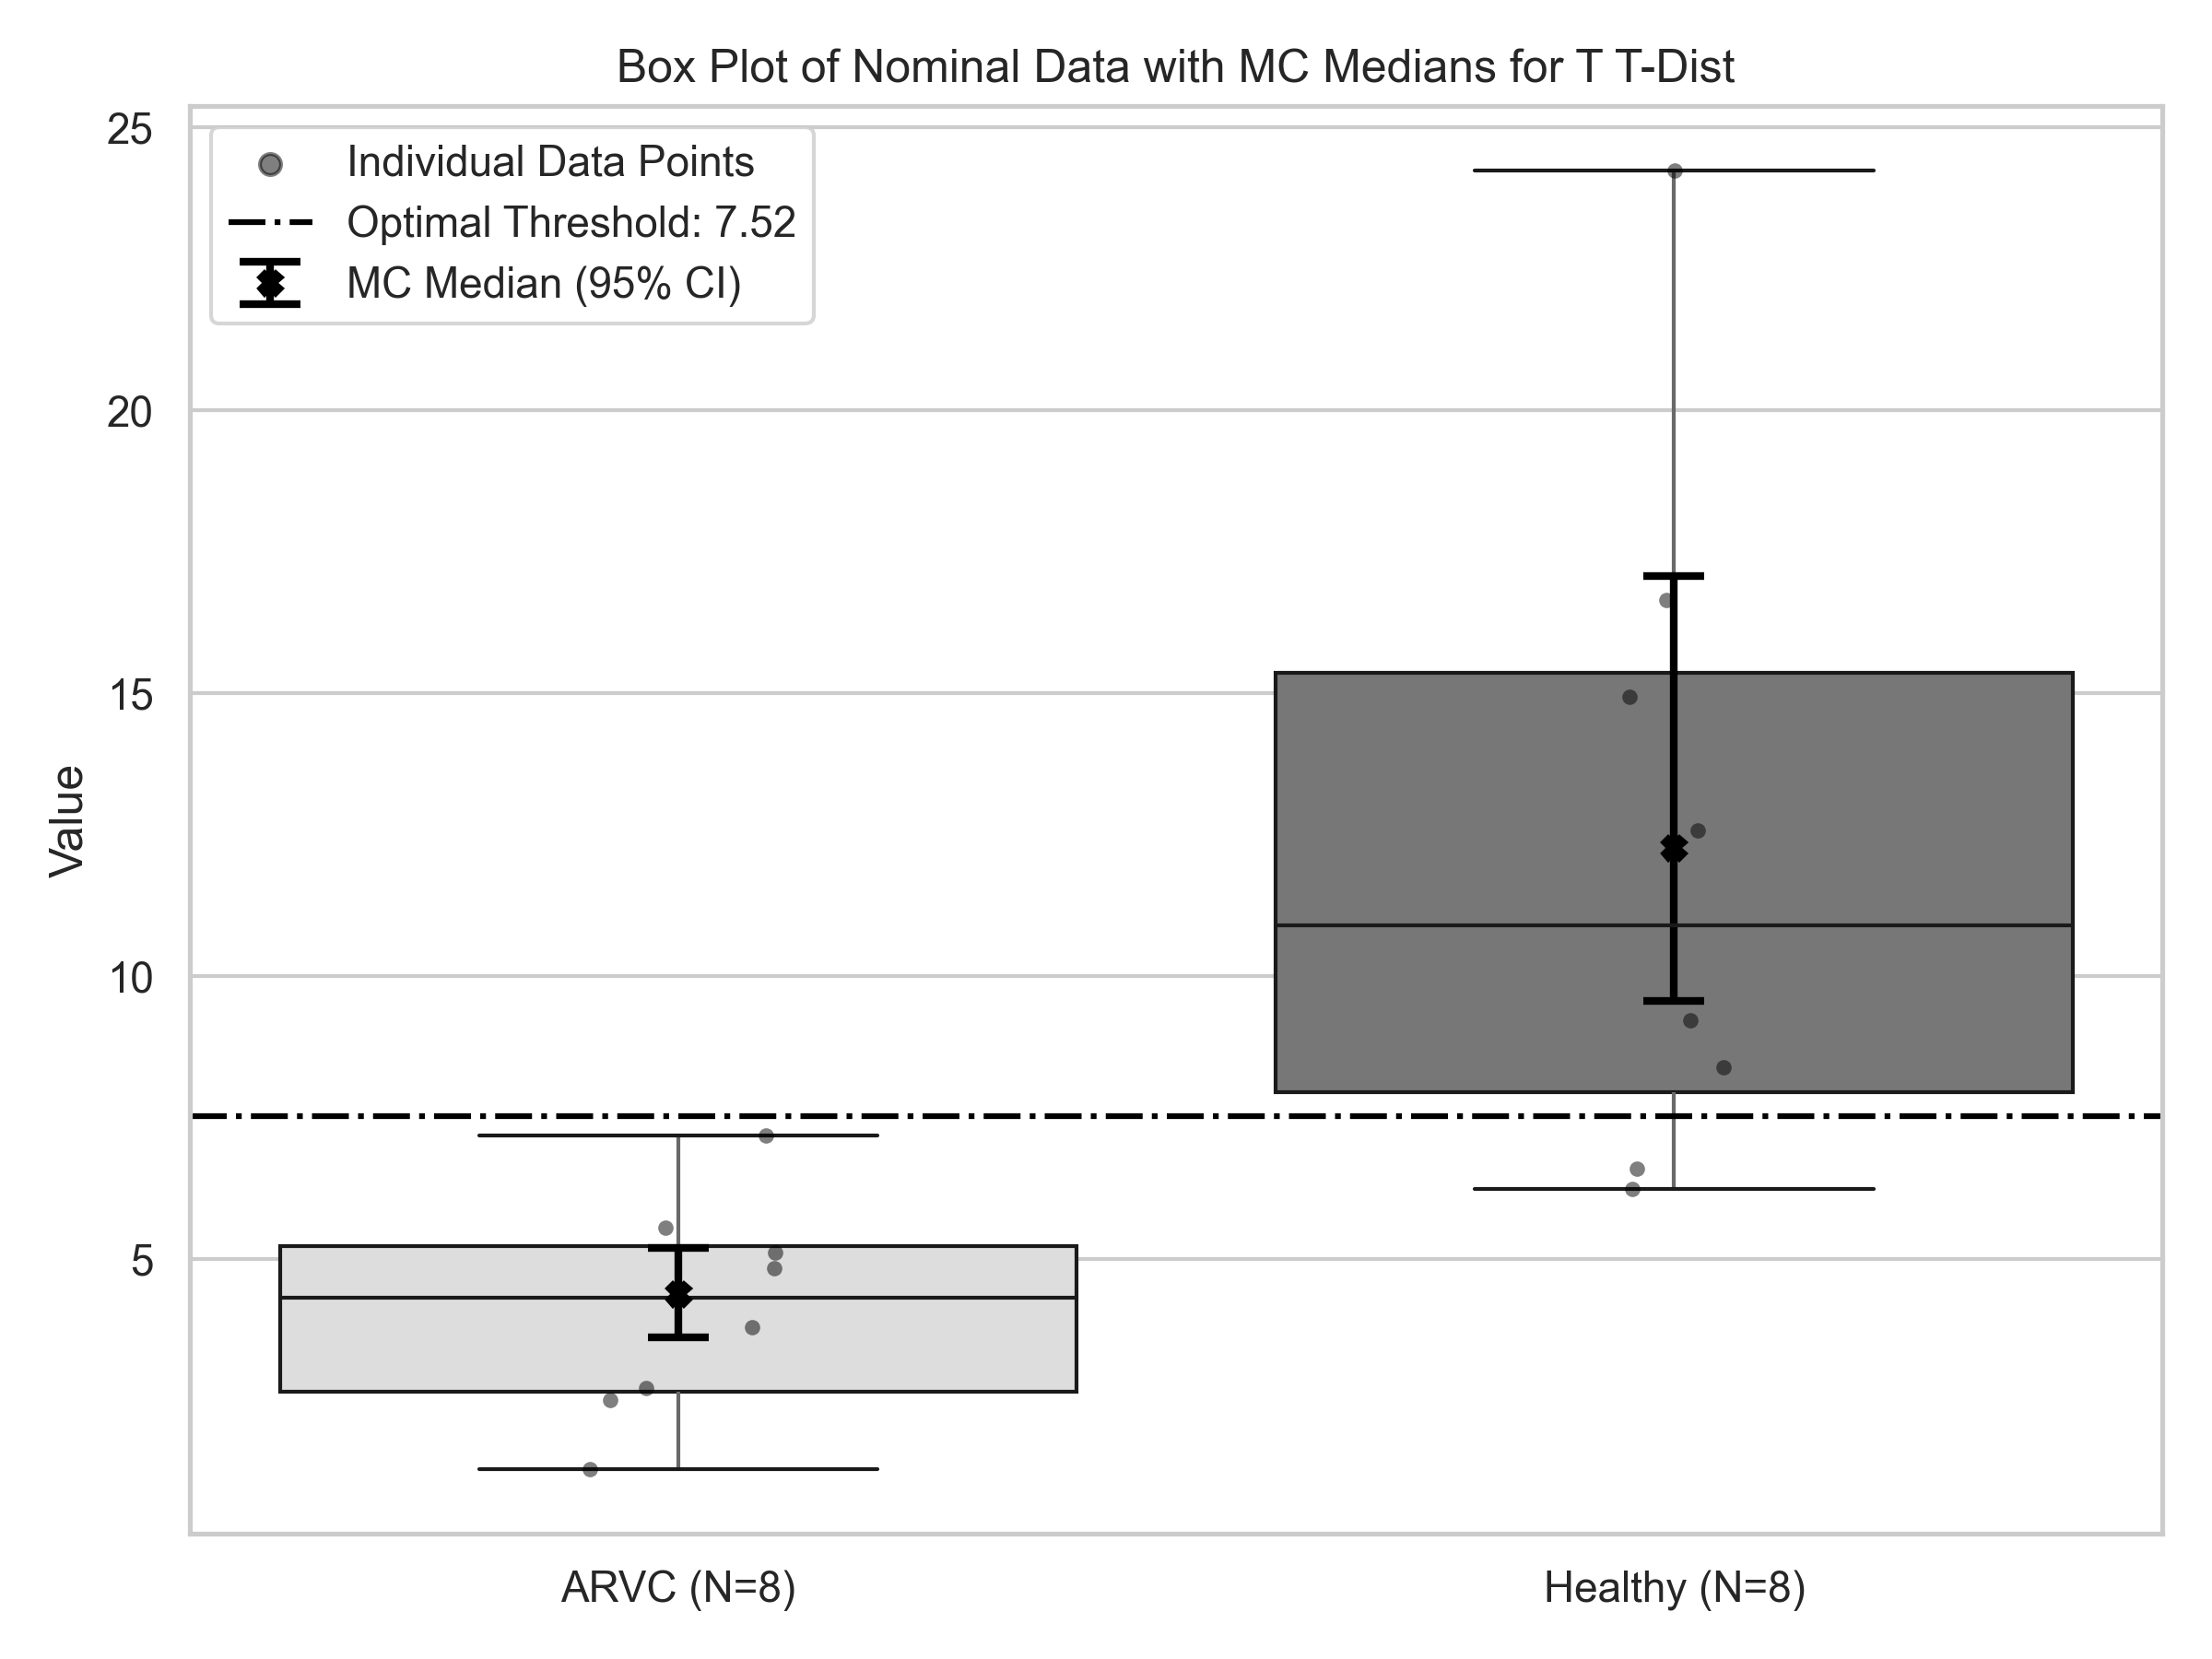 Box Plot of Nominal Data with MC Medians for T T-Dist
25
Individual Data Points
Optimal Threshold: 7.52
MC Median (95% CI)
20
15
Value
10
5
ARVC (N=8)
Healthy (N=8)